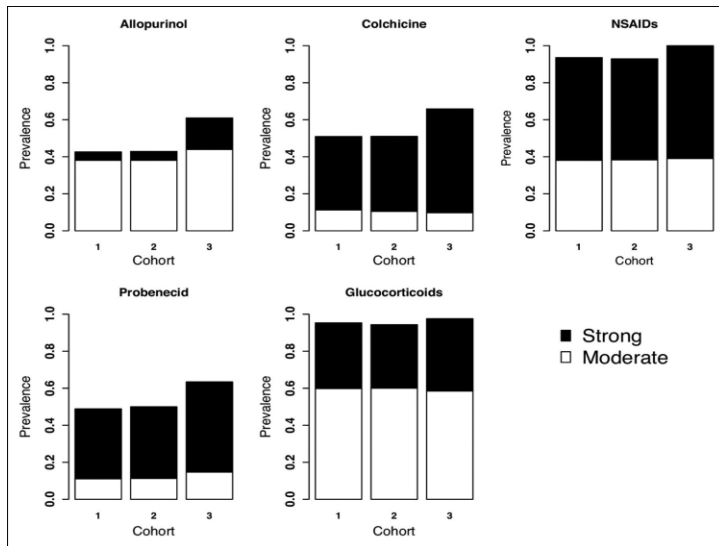 Allopurinol
Prevalence
0.0 0.2 0.4 0.6 0.8 1.0
1 2 3
Cohort
Colchicine
Prevalence
0.0 0.2 0.4 0.6 0.8 1.0
1 2 3
Cohort
NSAIDs
Prevalence
0.0 0.2 0.4 0.6 0.8 1.0
1 2 3
Cohort
Probenecid
Prevalence
0.0 0.2 0.4 0.6 0.8 1.0
1 2 3
Cohort
Glucocorticoids
Prevalence
0.0 0.2 0.4 0.6 0.8 1.0
1 2 3
Cohort
Strong
Moderate